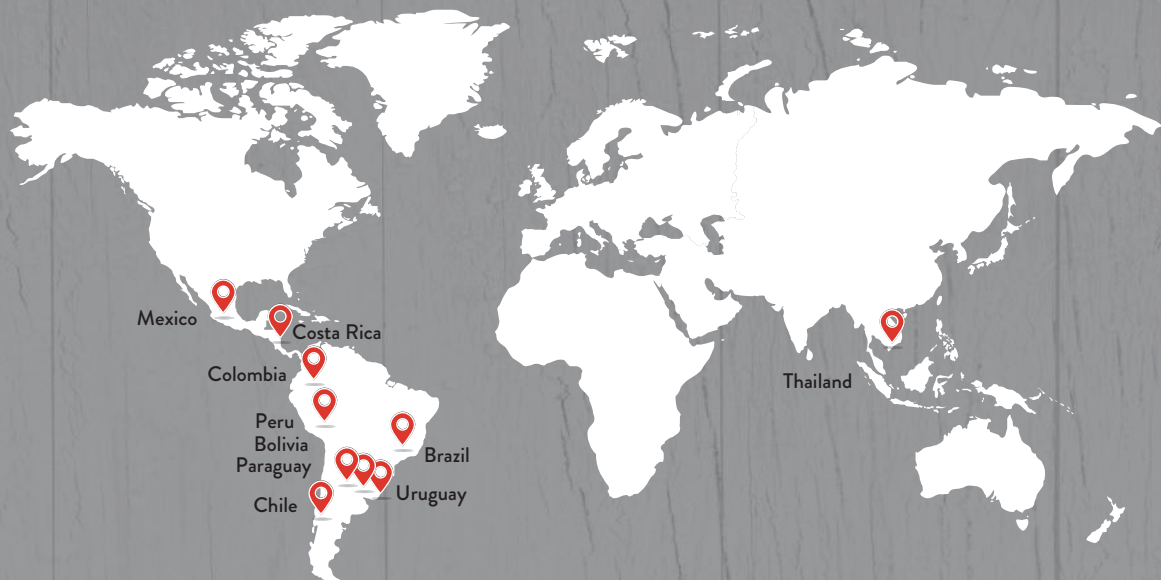 Mexico
Costa Rica
Colombia
Thailand
Peru
Bolivia
Brazil
Paraguay
Uruguay
Chile